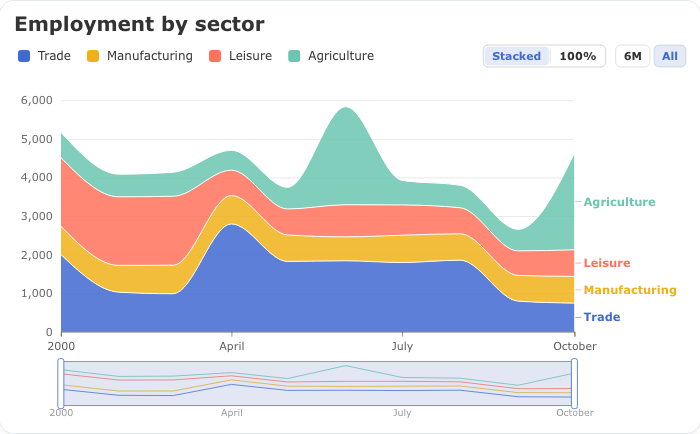 Employment by sector
Trade Manufacturing Leisure Agriculture Stacked 100% 6M All
6,000
5,000
4,000
3,000
2,000
1,000
0
Agriculture
Leisure
Manufacturing
Trade
2000 April July October
2000 April July October